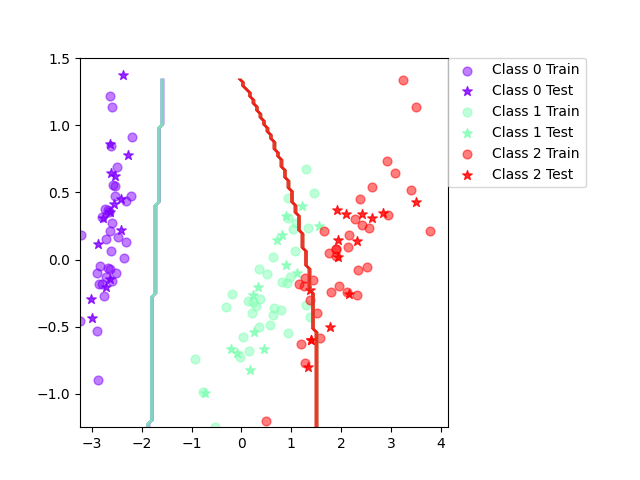 1.5
1.0
0.5
0.0
−0.5
−1.0
−3
−2
−1
0
1
2
3
4
Class 0 Train
Class 0 Test
Class 1 Train
Class 1 Test
Class 2 Train
Class 2 Test